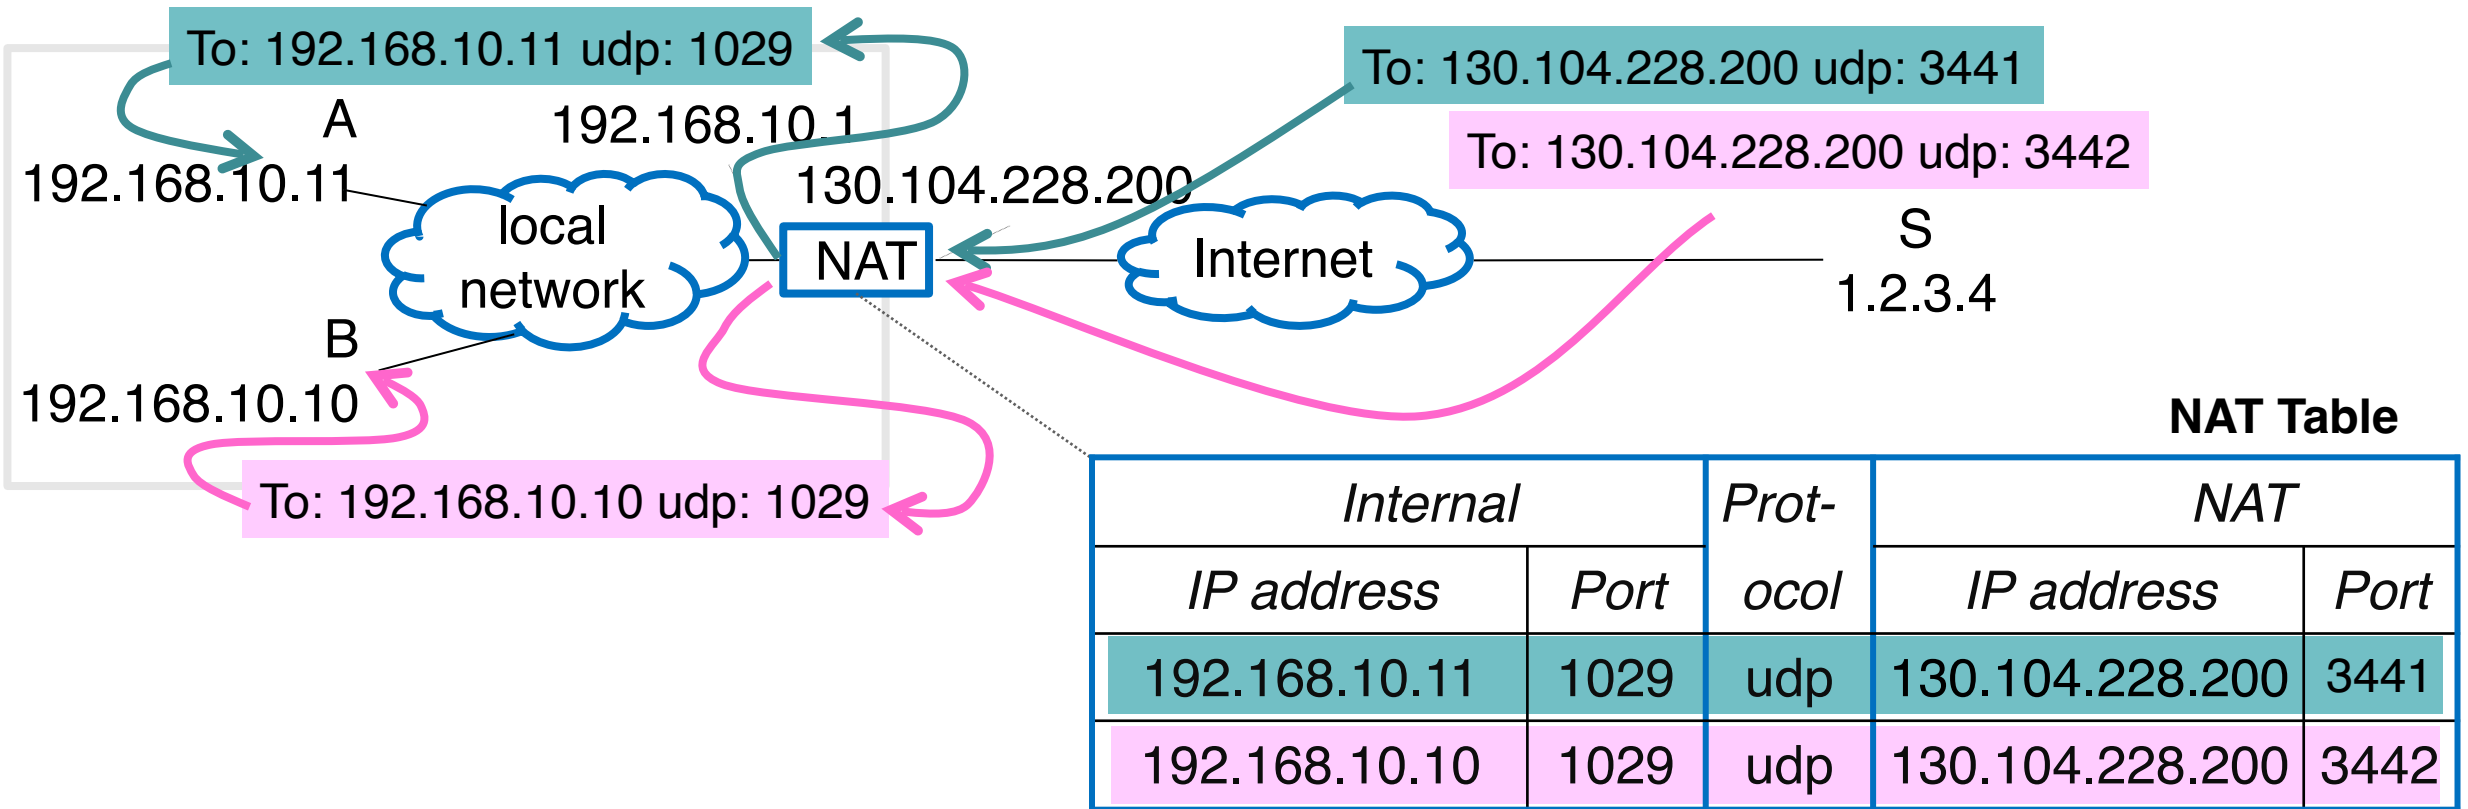 To: 192.168.10.11 udp: 1029
To: 130.104.228.200 udp: 3441
A
192.168.10.1
To: 130.104.228.200 udp: 3442
192.168.10.11
130.104.228.200
local
network
NAT
Internet
S
1.2.3.4
B
192.168.10.10
To: 192.168.10.10 udp: 1029
NAT Table
Internal Prot- NAT
IP address Port ocol IP address Port
192.168.10.11 1029 udp 130.104.228.200 3441
192.168.10.10 1029 udp 130.104.228.200 3442